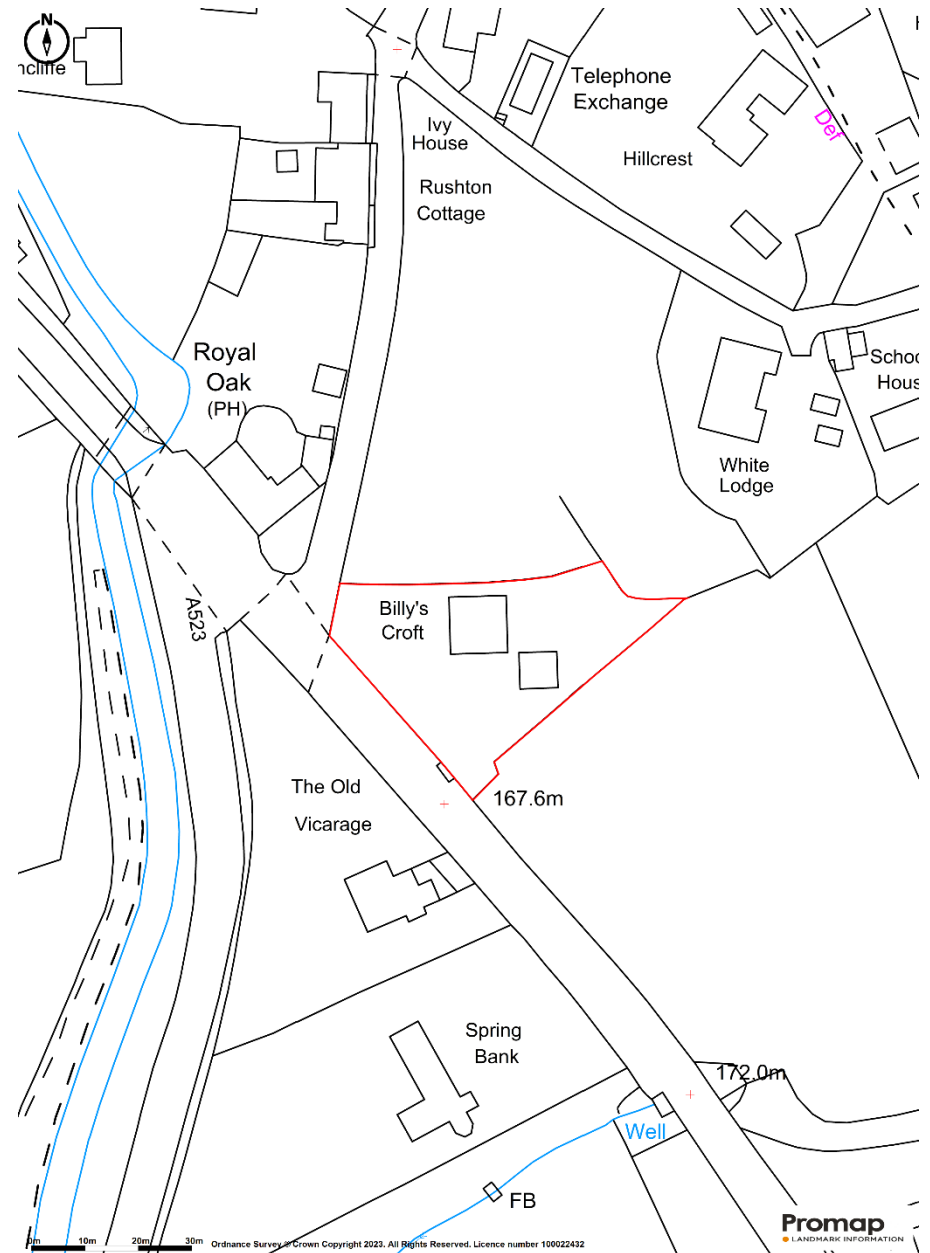 N
ncliffe
Telephone
Exchange
Ivy
House
Hillcrest
Def
Rushton
Cottage
Royal
Oak
(PH)
School
Hous
White
Lodge
Billy's
Croft
A523
The Old
Vicarage
167.6m
Spring
Bank
172.0m
Well
FB
0m 10m 20m 30m
Ordnance Survey © Crown Copyright 2023. All Rights Reserved. Licence number 100022432
Promap
LANDMARK INFORMATION